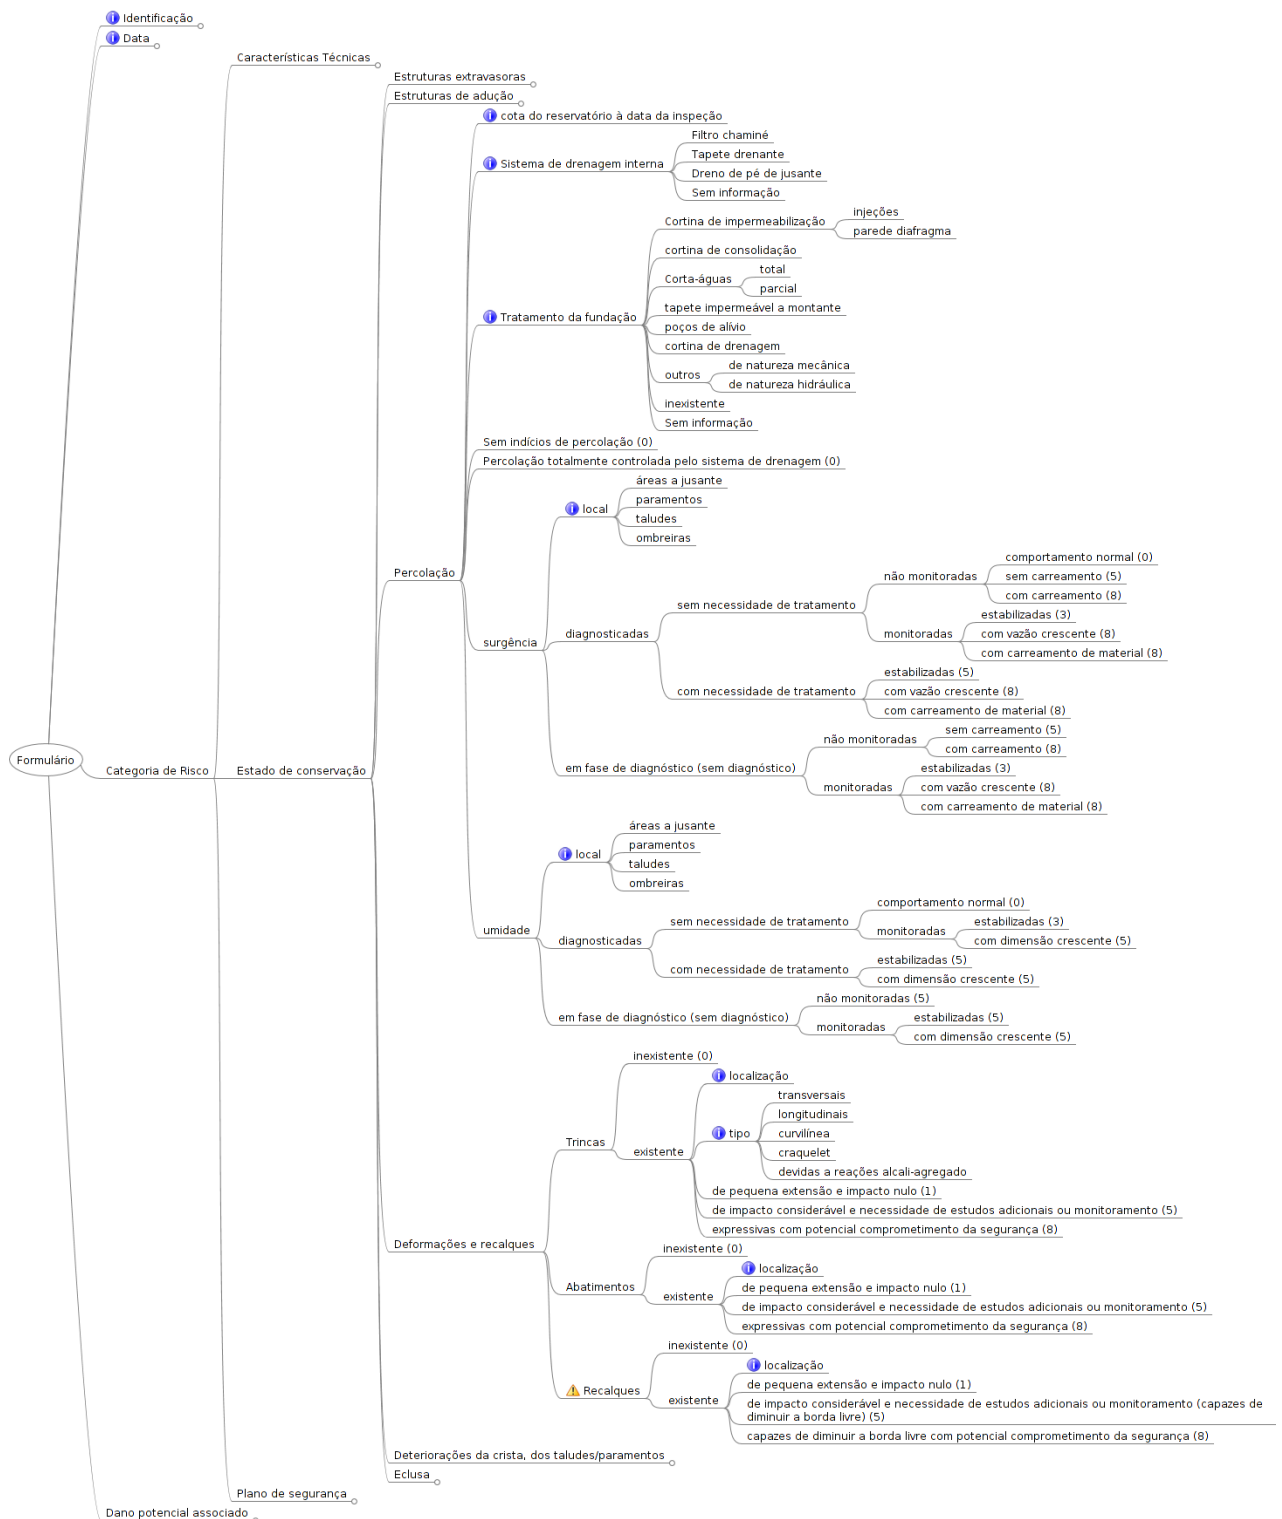 Identificação
Data
Características Técnicas
Estruturas extravasoras
Estruturas de adução
cota do reservatório à data da inspeção
Filtro chaminé
Tapete drenante
Sistema de drenagem interna
Dreno de pé de jusante
Sem informação
injeções
Cortina de impermeabilização
parede diafragma
cortina de consolidação
total
Corta-águas
parcial
tapete impermeável a montante
Tratamento da fundação
poços de alívio
cortina de drenagem
de natureza mecânica
outros
de natureza hidráulica
inexistente
Sem informação
Sem indícios de percolação (0)
Percolação totalmente controlada pelo sistema de drenagem (0)
áreas a jusante
paramentos
local
taludes
ombreiras
comportamento normal (0)
Percolação
não monitoradas
sem carreamento (5)
com carreamento (8)
sem necessidade de tratamento
estabilizadas (3)
diagnosticadas
monitoradas
com vazão crescente (8)
surgência
com carreamento de material (8)
estabilizadas (5)
com necessidade de tratamento
com vazão crescente (8)
com carreamento de material (8)
sem carreamento (5)
não monitoradas
com carreamento (8)
Formulário
Categoria de Risco
Estado de conservação
em fase de diagnóstico (sem diagnóstico)
estabilizadas (3)
monitoradas
com vazão crescente (8)
com carreamento de material (8)
áreas a jusante
paramentos
local
taludes
ombreiras
comportamento normal (0)
sem necessidade de tratamento
estabilizadas (3)
umidade
monitoradas
diagnosticadas
com dimensão crescente (5)
estabilizadas (5)
com necessidade de tratamento
com dimensão crescente (5)
não monitoradas (5)
em fase de diagnóstico (sem diagnóstico)
estabilizadas (5)
monitoradas
com dimensão crescente (5)
inexistente (0)
localização
transversais
longitudinais
tipo
curvilínea
Trincas
existente
craquelet
devidas a reações alcali-agregado
de pequena extensão e impacto nulo (1)
de impacto considerável e necessidade de estudos adicionais ou monitoramento (5)
expressivas com potencial comprometimento da segurança (8)
Deformações e recalques
inexistente (0)
localização
Abatimentos
de pequena extensão e impacto nulo (1)
existente
de impacto considerável e necessidade de estudos adicionais ou monitoramento (5)
expressivas com potencial comprometimento da segurança (8)
inexistente (0)
localização
de pequena extensão e impacto nulo (1)
Recalques
existente
de impacto considerável e necessidade de estudos adicionais ou monitoramento (capazes de
diminuir a borda livre) (5)
capazes de diminuir a borda livre com potencial comprometimento da segurança (8)
Deteriorações da crista, dos taludes/paramentos
Eclusa
Plano de segurança
Dano potencial associado